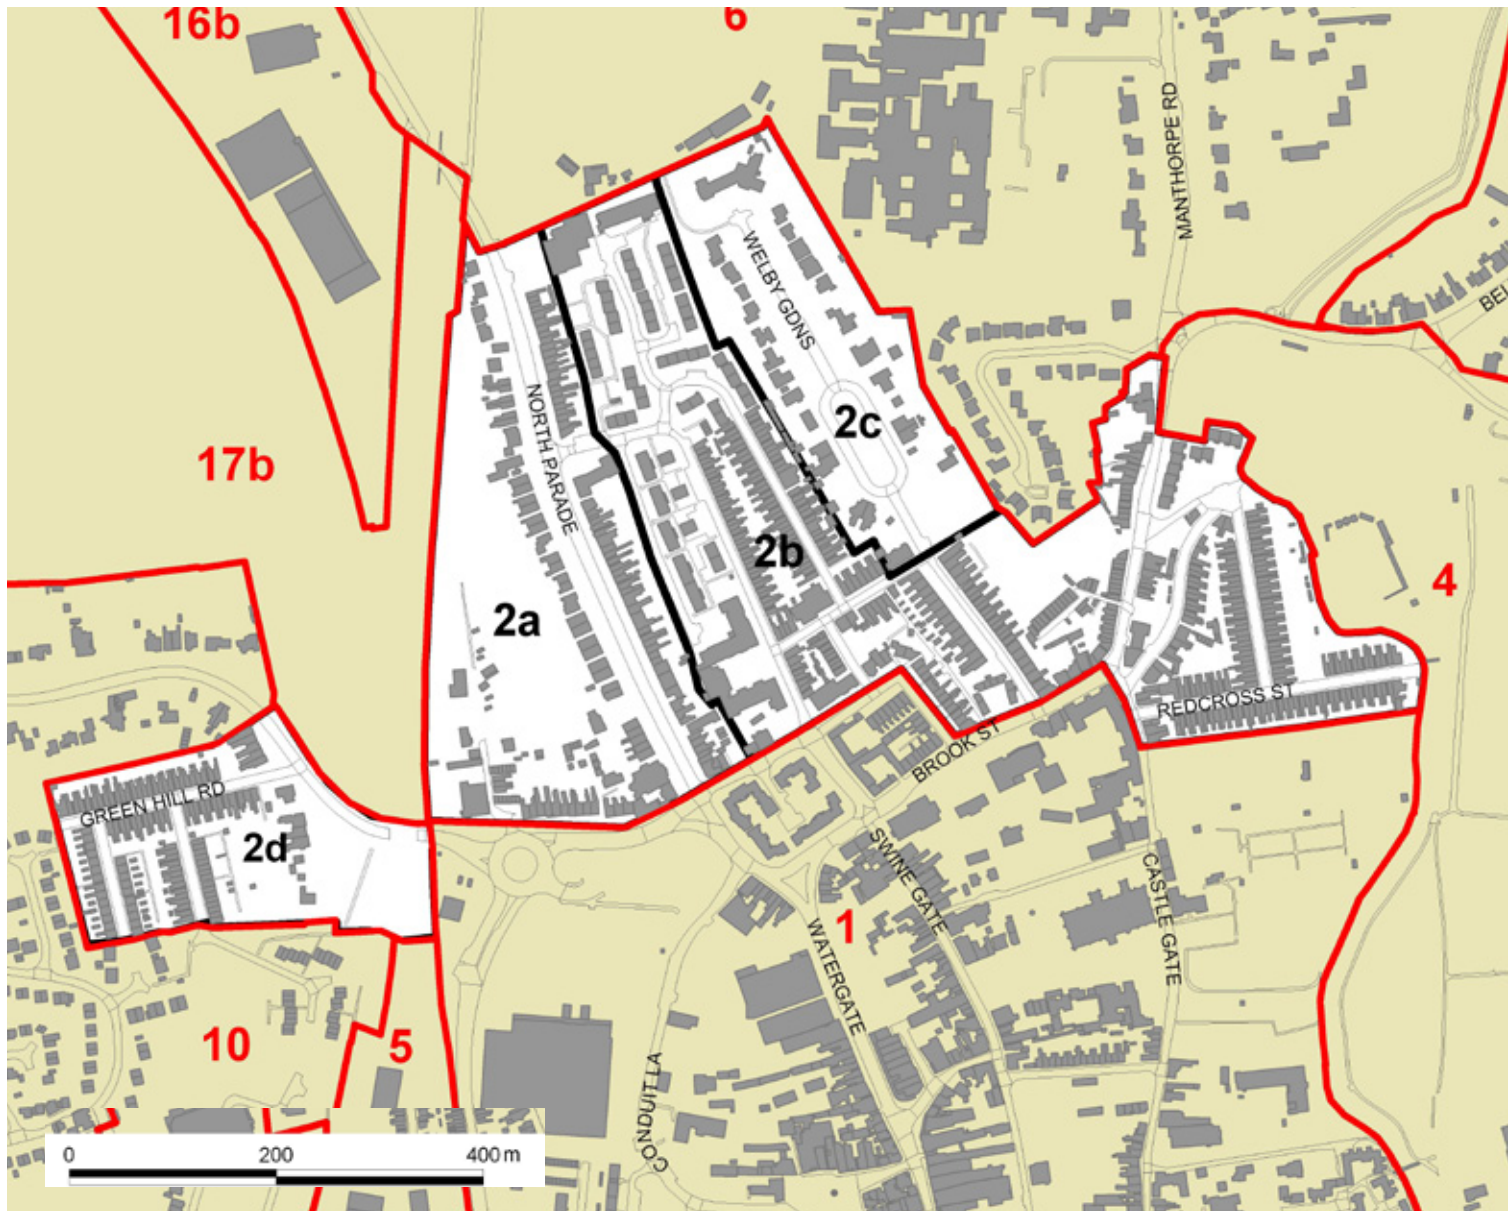 16b
6
MANTHORPE RD
WELBY GDNS
BEL
NORTH PARADE
2c
17b
2b
4
2a
REDCROSS ST
BROOK ST
GREEN HILL RD
2d
SWINE GATE
CASTLE GATE
1
WATERGATE
10
5
CONDUIT LA
0 200 400 m